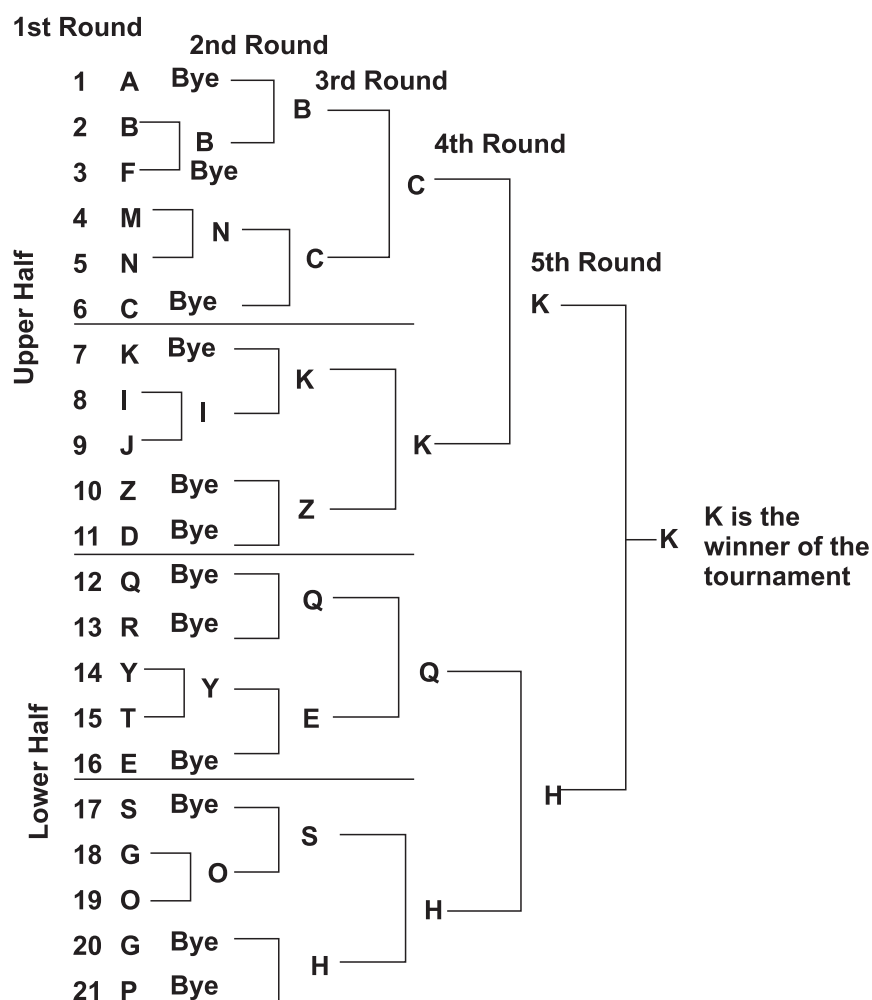 1st Round
2nd Round
3rd Round
4th Round
5th Round
Upper Half
1 A Bye
B
2 B
B
3 F Bye
C
4 M
N
5 N
C
6 C Bye
K
7 K Bye
K
8 I
I
9 J
K
10 Z Bye
Z
11 D Bye
K
K is the
winner of the
tournament
Lower Half
12 Q Bye
Q
13 R Bye
Q
14 Y
Y
15 T
E
16 E Bye
H
17 S Bye
S
18 G
O
19 O
H
20 G Bye
H
21 P Bye